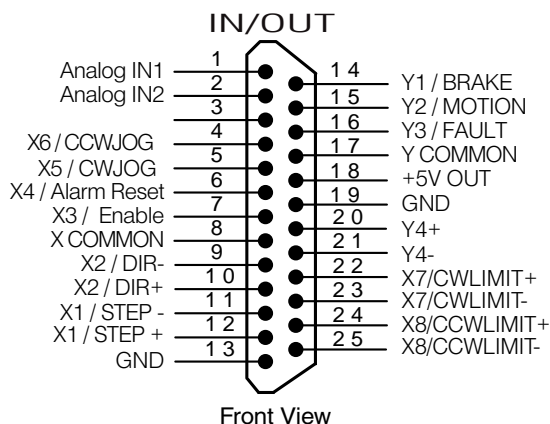 IN/OUT
Analog IN1 1
Analog IN2 2
3
X6/CCWJOG 4
X5/CWJOG 5
X4/Alarm Reset 6
X3/ Enable 7
X COMMON 8
X2/DIR- 9
X2/DIR+ 10
X1/STEP - 11
X1/STEP + 12
GND 13
14 Y1/BRAKE
15 Y2/MOTION
16 Y3/FAULT
17 Y COMMON
18 +5V OUT
19 GND
20 Y4+
21 Y4-
22 X7/CWLIMIT+
23 X7/CWLIMIT-
24 X8/CCWLIMIT+
25 X8/CCWLIMIT-
Front View